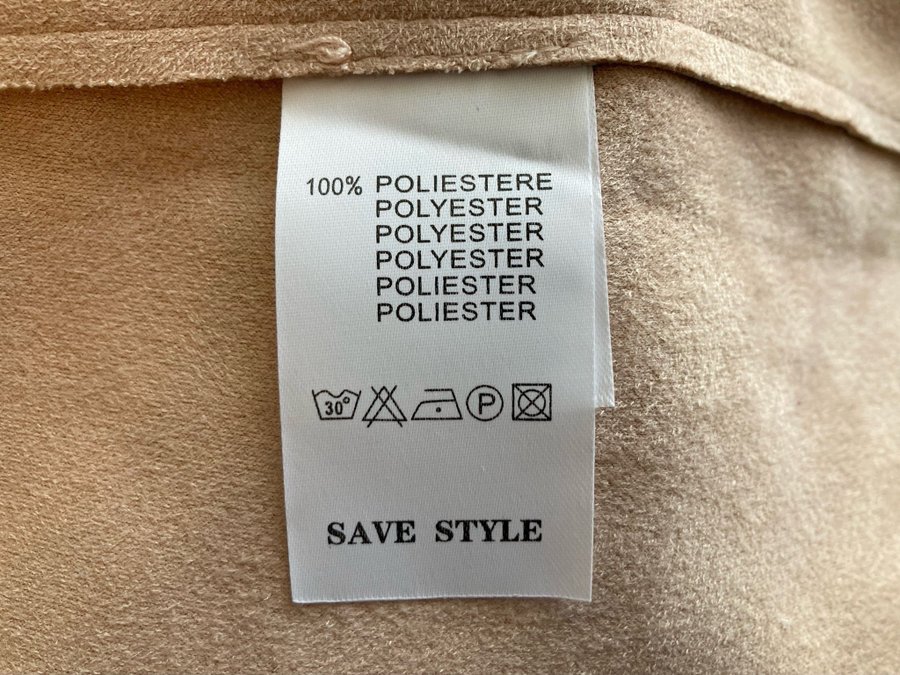 100% POLIESTERE
POLYESTER
POLYESTER
POLYESTER
POLIESTER
POLIESTER
30° P
SAVE STYLE